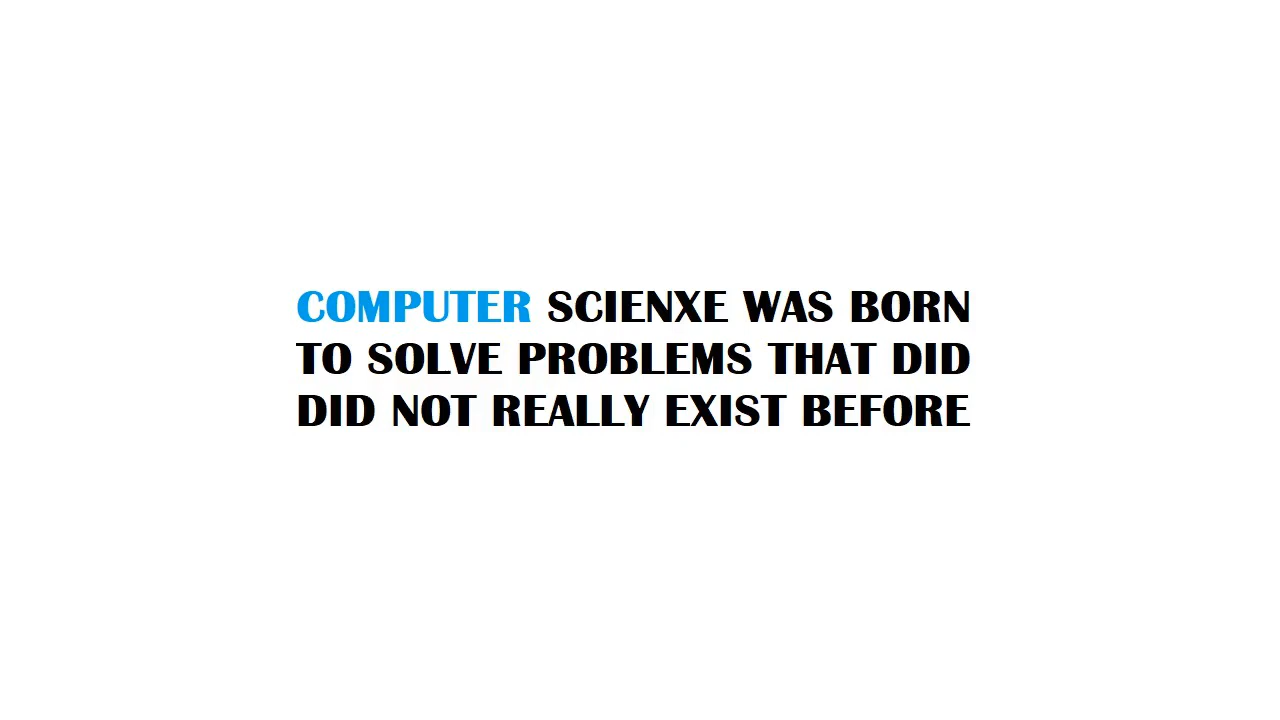 COMPUTER SCIENXE WAS BORN
TO SOLVE PROBLEMS THAT DID
DID NOT REALLY EXIST BEFORE